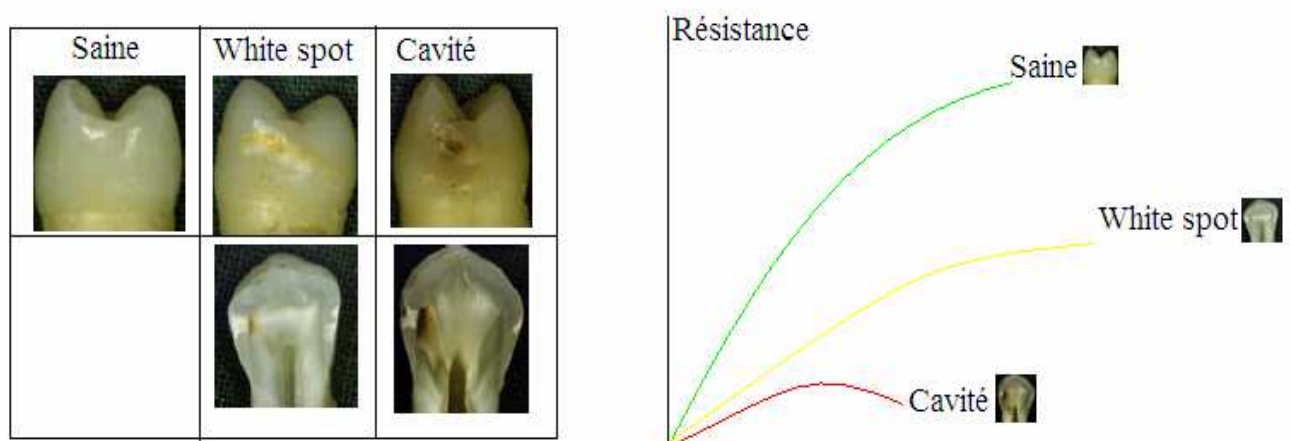 Saine
White spot
Cavité
Résistance
Saine
White spot
Cavité